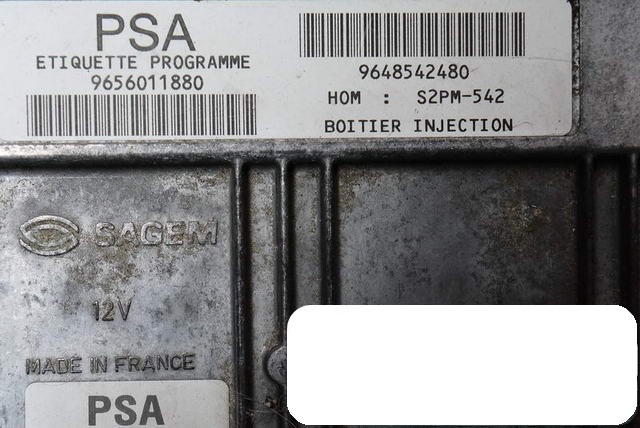 PSA
ETIQUETTE PROGRAMME
9656011880
9648542480
HOM : S2PM-542
BOITIER INJECTION
SAGEM
12V
MADE IN FRANCE
PSA